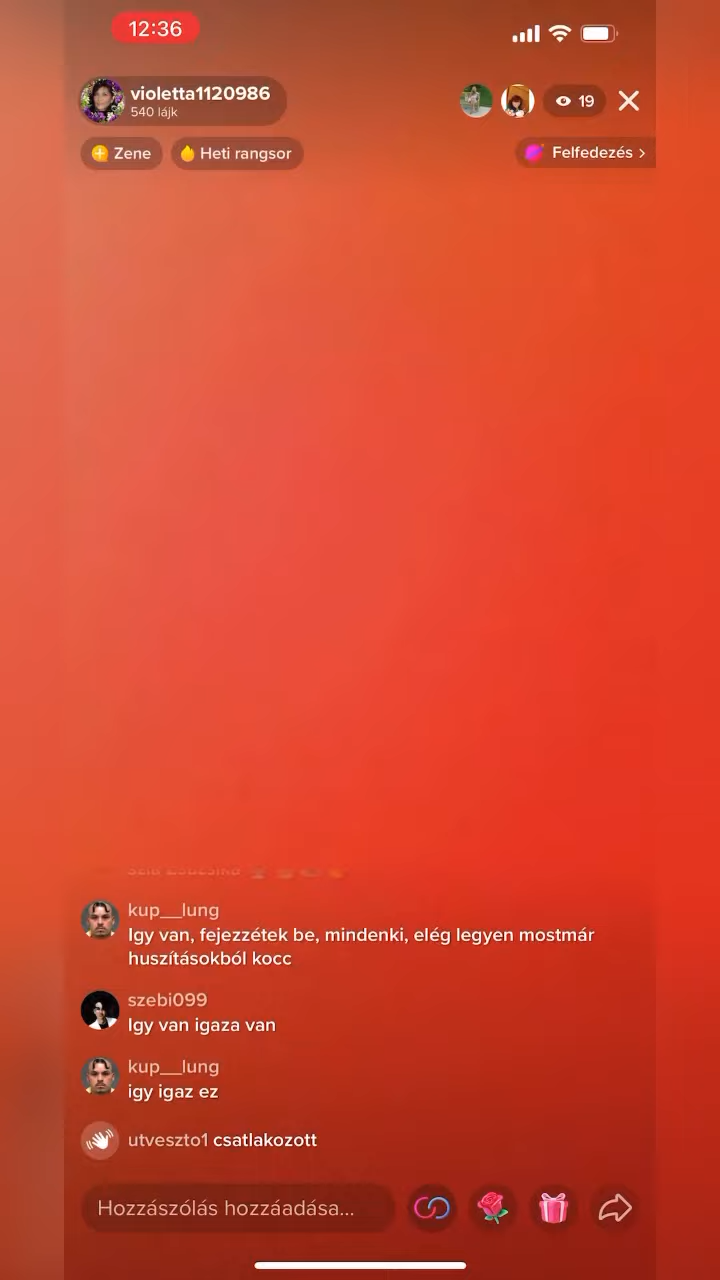 12:36
violetta1120986
540 lájk
19
Zene
Heti rangsor
Felfedezés >
kup__lung
Igy van, fejezzétek be, mindenki, elég legyen mostmár
huszításokból kocc
szebi099
Igy van igaza van
kup__lung
igy igaz ez
utveszto1 csatlakozott
Hozzászólás hozzáadása...